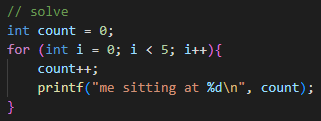 // solve
int count = 0;
for (int i = 0; i < 5; i++){
    count++;
    printf("me sitting at %d\n", count);
}